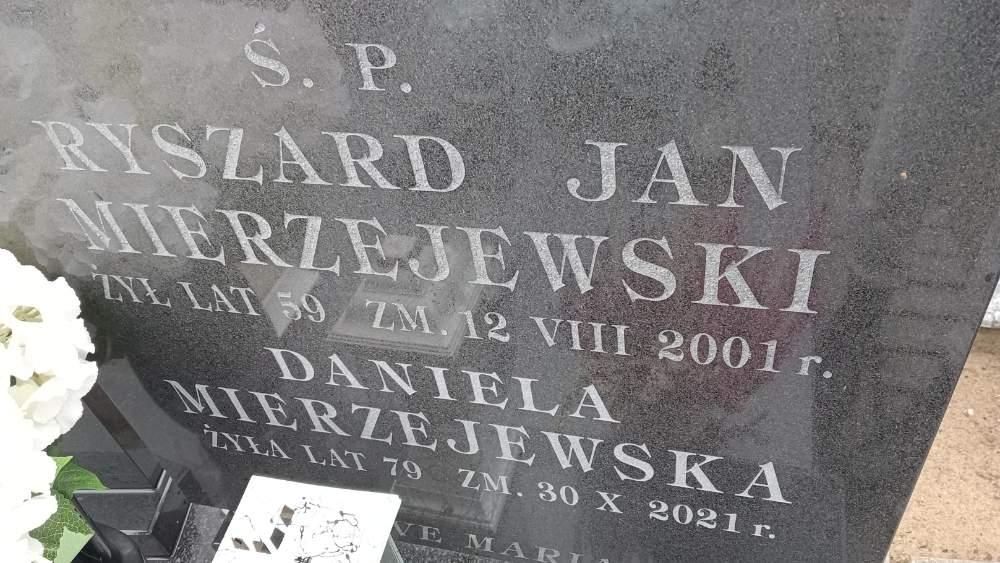 Ś. P.
RYSZARD JAN
MIERZEJEWSKI
ŻYŁ LAT 59 ZM. 12 VIII 2001 r.
DANIELA
MIERZEJEWSKA
ŻYŁA LAT 79 ZM. 30 X 2021 r.
VE MARIA